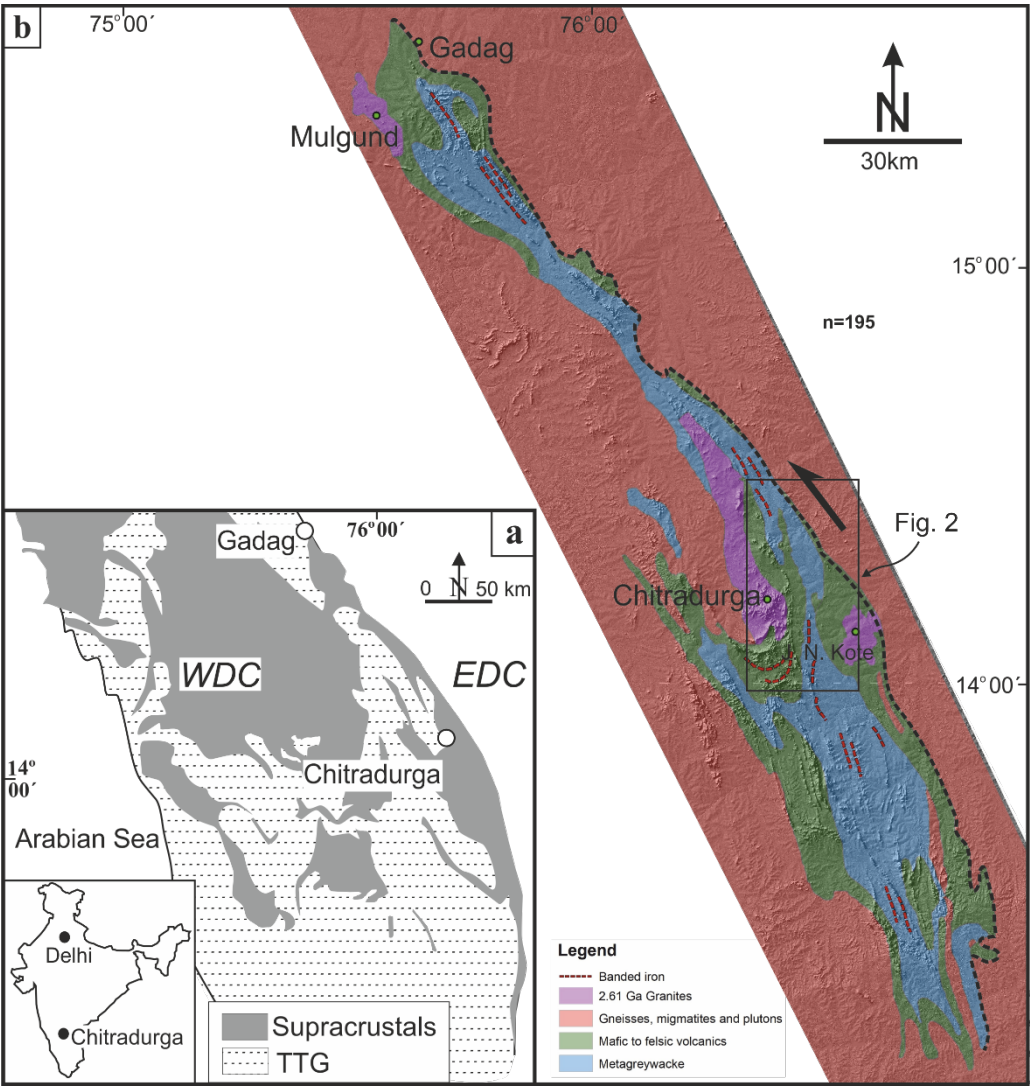 b
75°00´
76°00´
Gadag
Mulgund
N
30km
15°00´
n=195
Fig. 2
Chitradurga
N. Kote
14°00´
a
76°00´
Gadag
0 N 50 km
WDC
EDC
Chitradurga
14°
00´
Arabian Sea
Delhi
Chitradurga
Supracrustals
TTG
Legend
Banded iron
2.61 Ga Granites
Gneisses, migmatites and plutons
Mafic to felsic volcanics
Metagreywacke